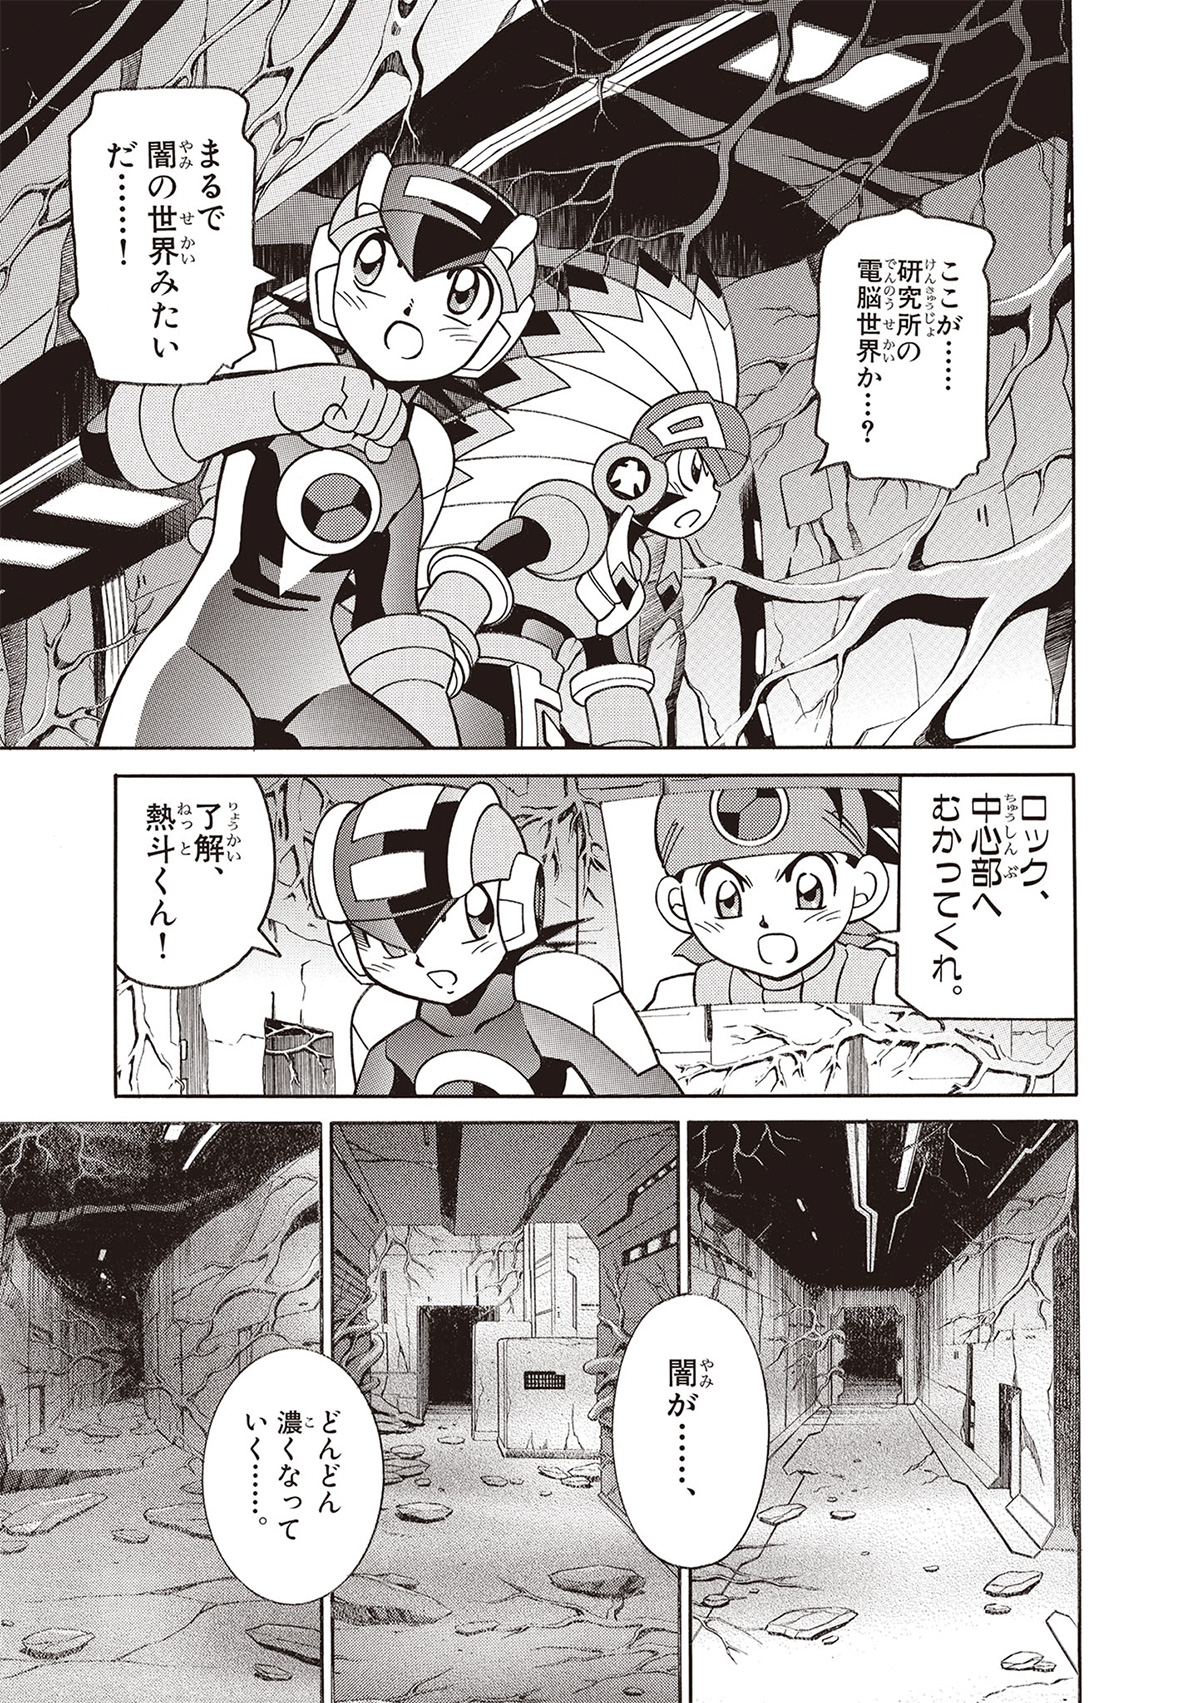 ここが……
研究所の
電脳世界か…？
まるで
闇の世界みたい
だ……！
ロック、
中心部へ
むかってくれ。
了解、
熱斗くん！
闇が……、
どんどん
濃くなって
いく……。